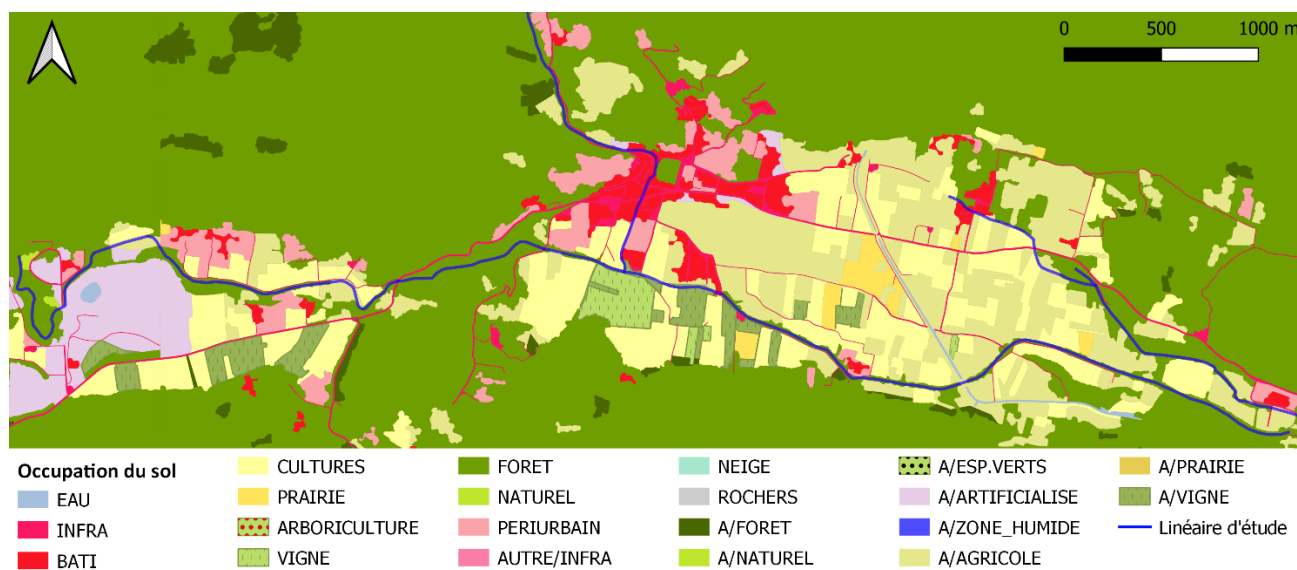 0 500 1000 m
Occupation du sol
EAU
INFRA
BATI
CULTURES
PRAIRIE
ARBORICULTURE
VIGNE
FORET
NATUREL
PERIURBAIN
AUTRE/INFRA
NEIGE
ROCHERS
A/FORET
A/NATUREL
A/ESP.VERTS
A/ARTIFICIALISE
A/ZONE_HUMIDE
A/AGRICOLE
A/PRAIRIE
A/VIGNE
Linéaire d'étude